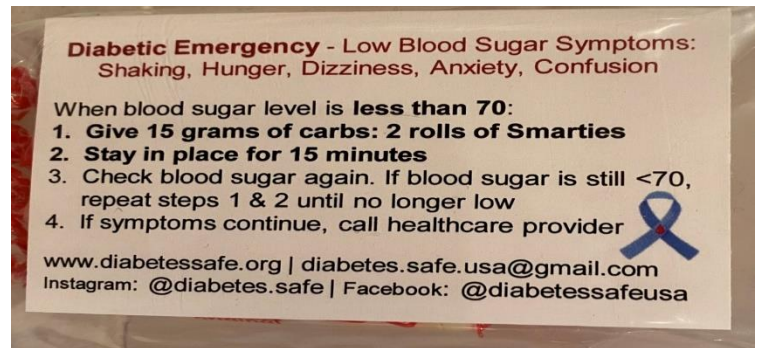 Diabetic Emergency - Low Blood Sugar Symptoms:
Shaking, Hunger, Dizziness, Anxiety, Confusion
When blood sugar level is less than 70:
1. Give 15 grams of carbs: 2 rolls of Smarties
2. Stay in place for 15 minutes
3. Check blood sugar again. If blood sugar is still <70,
repeat steps 1 & 2 until no longer low
4. If symptoms continue, call healthcare provider
www.diabetessafe.org | diabetes.safe.usa@gmail.com
Instagram: @diabetes.safe | Facebook: @diabetessafeusa